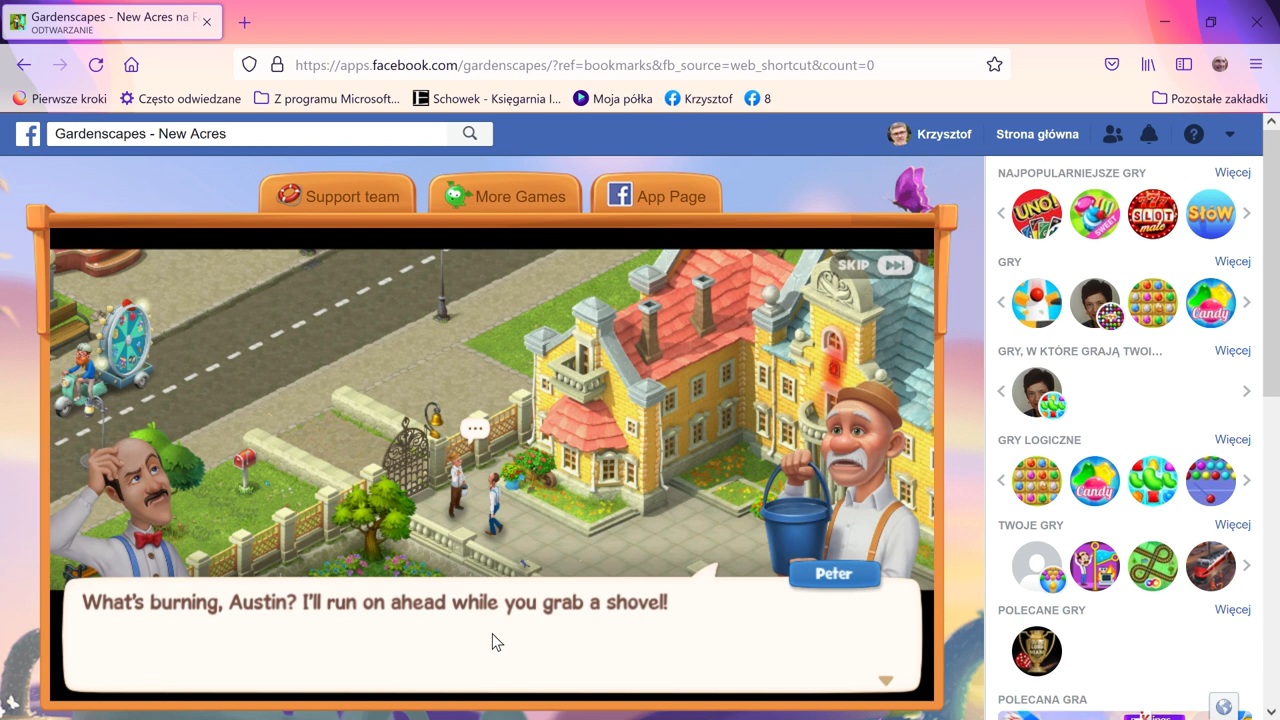 Gardenscapes - New Acres na F
ODTWARZANIE
https://apps.facebook.com/gardenscapes/?ref=bookmarks&fb_source=web_shortcut&count=0
Pierwsze kroki
Często odwiedzane
Z programu Microsoft...
Schowek - Księgarnia I...
Moja półka
Krzysztof
8
Pozostałe zakładki
Gardenscapes - New Acres
Krzysztof
Strona główna
Support team
More Games
App Page
SKIP
What's burning, Austin? I'll run on ahead while you grab a shovel!
Peter
NAJPOPULARNIEJSZE GRY
Więcej
UNO!
SWEET
SLOT
mate
SŁÓW
GRY
Więcej
Candy
GRY, W KTÓRE GRAJĄ TWOI...
Więcej
GRY LOGICZNE
Więcej
Candy
TWOJE GRY
Więcej
POLECANE GRY
Więcej
POLECANA GRA